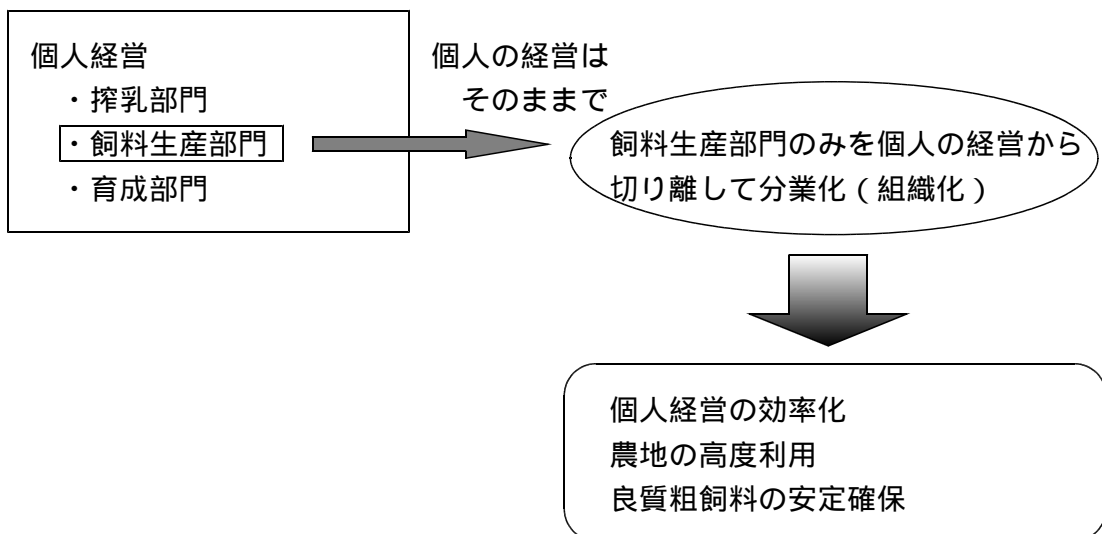 個人経営
・搾乳部門
・飼料生産部門
・育成部門
個人の経営は
そのままで
飼料生産部門のみを個人の経営から
切り離して分業化（組織化）
個人経営の効率化
農地の高度利用
良質粗飼料の安定確保